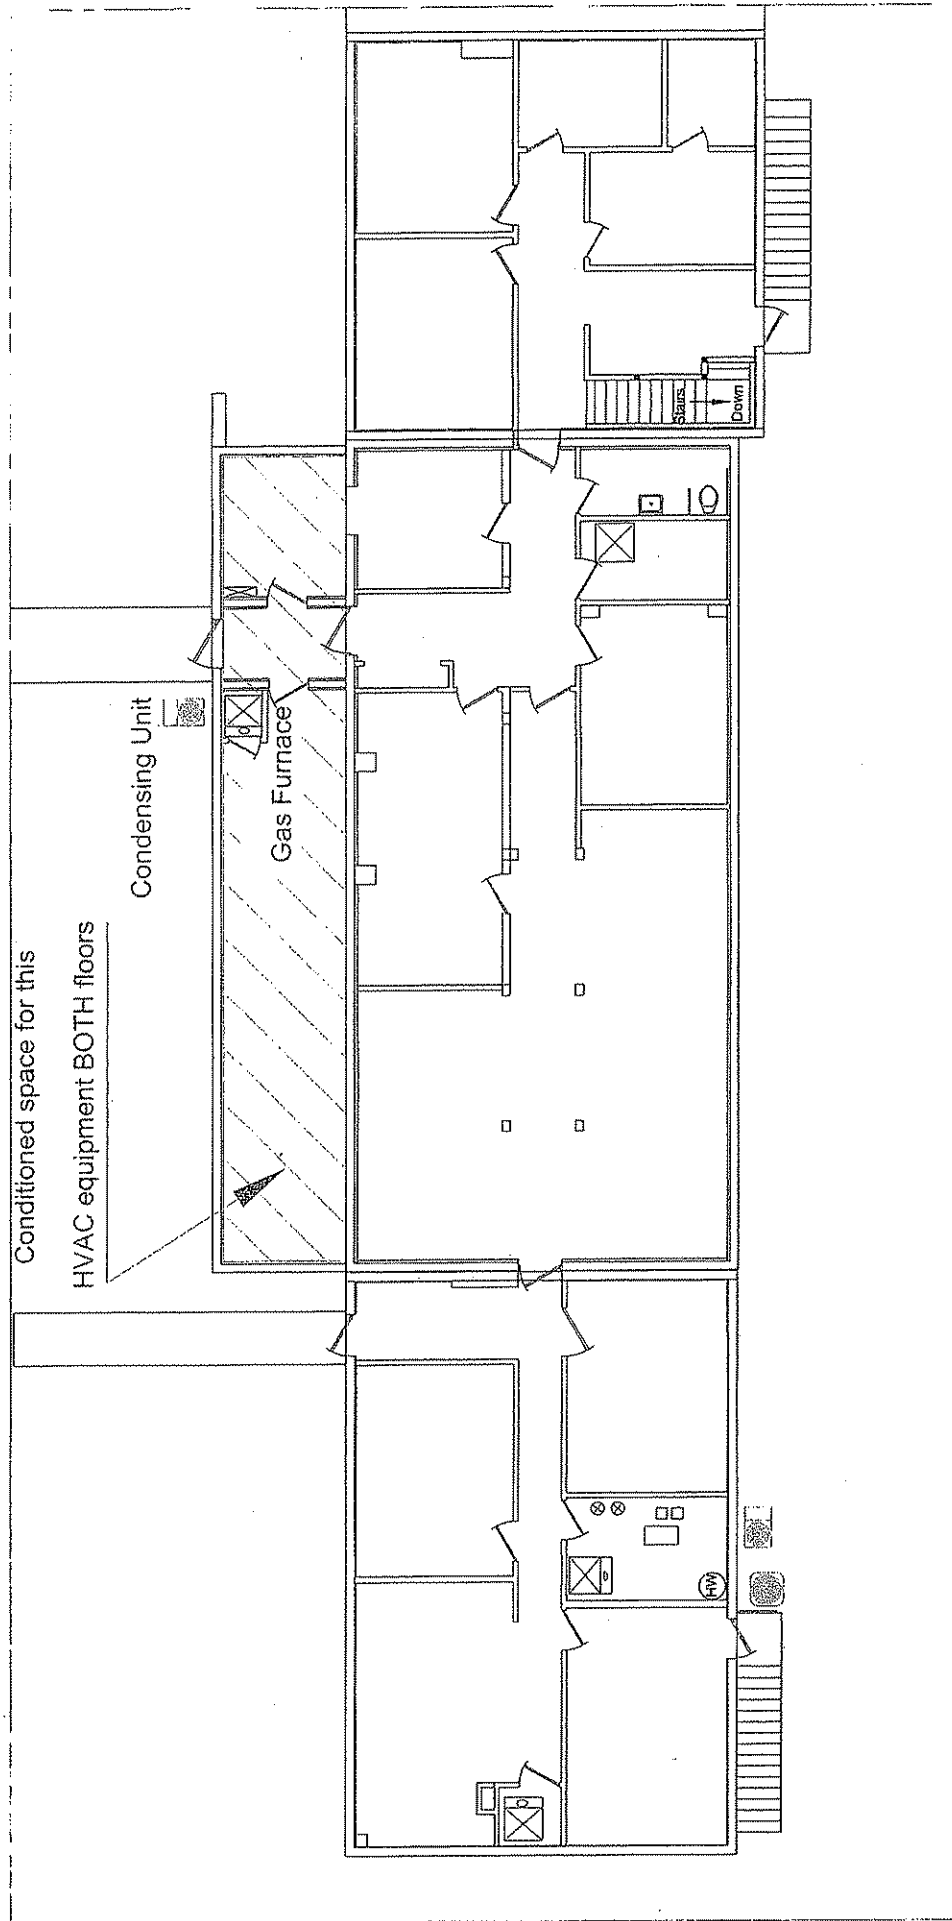 Conditioned space for this
HVAC equipment BOTH floors
Condensing Unit
Gas Furnace
Stairs
Down
HW